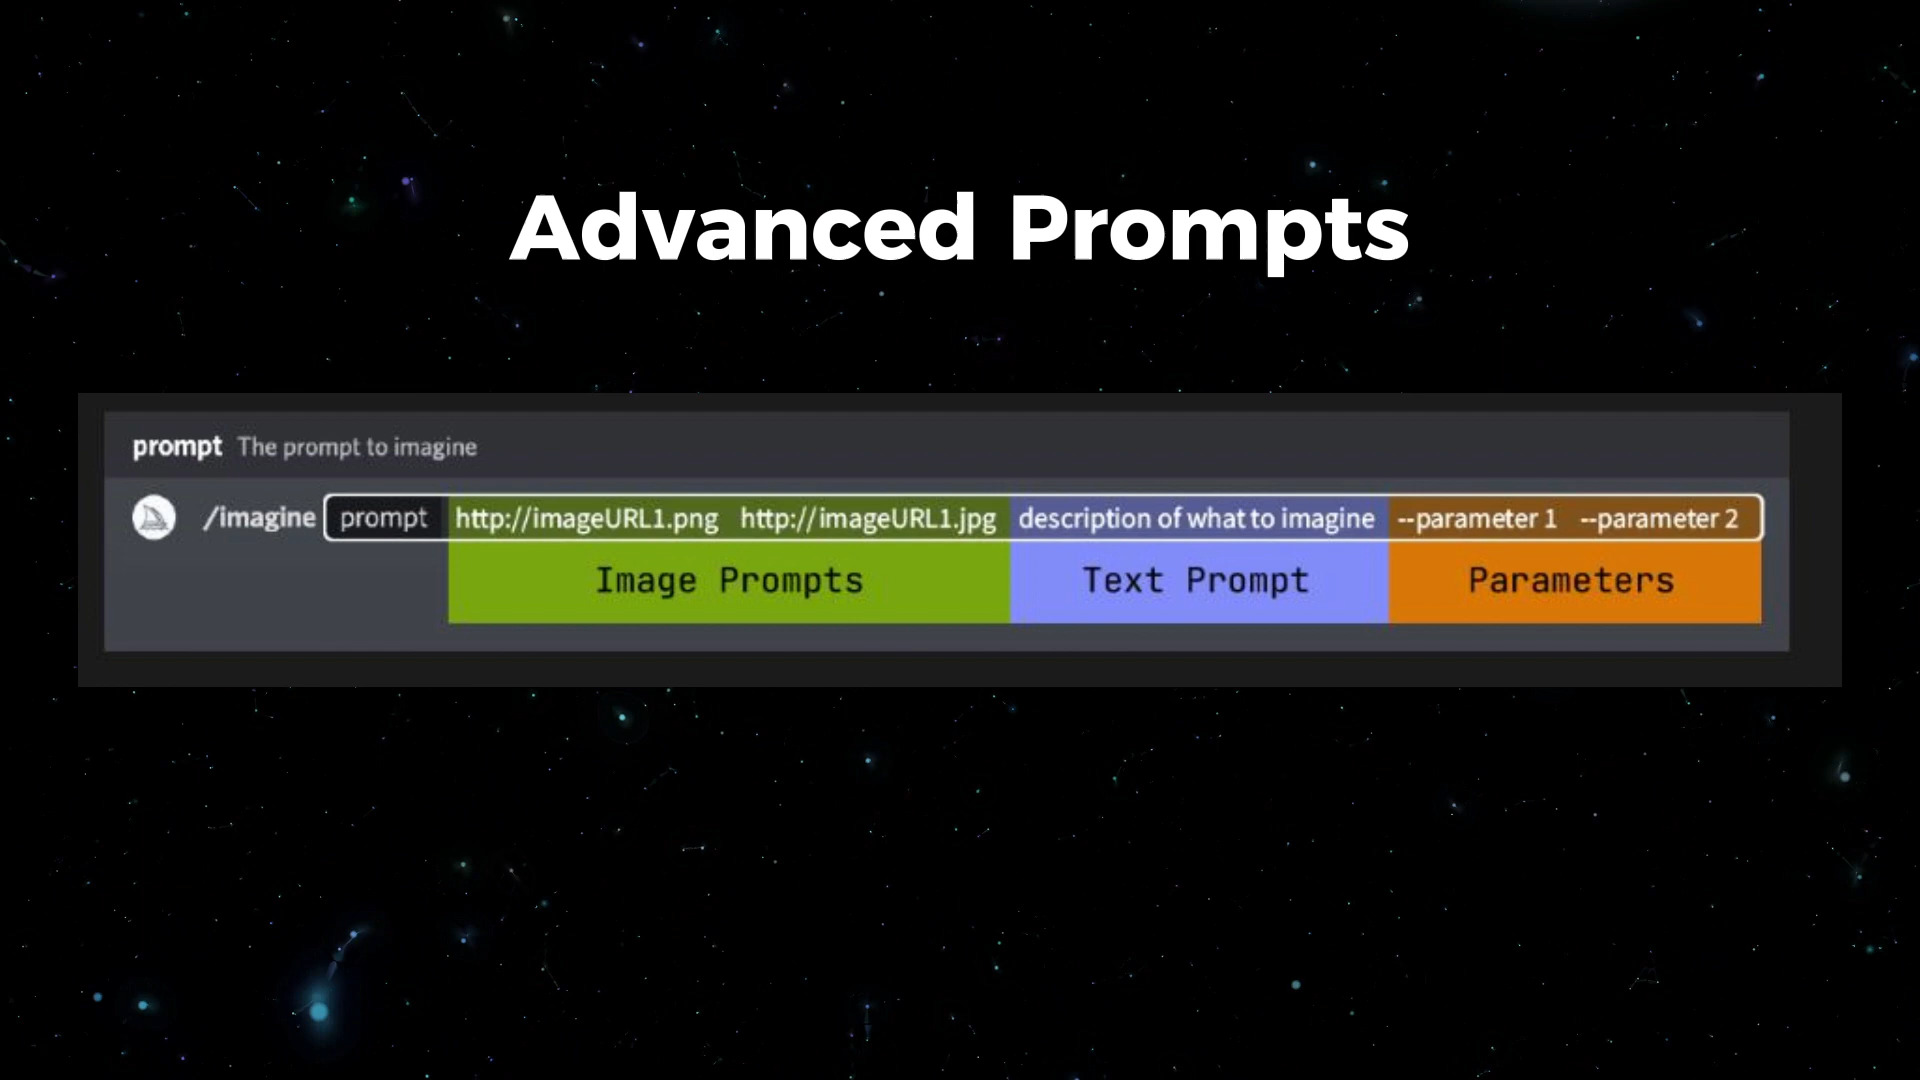 Advanced Prompts
prompt The prompt to imagine
/imagine prompt http://imageURL1.png http://imageURL1.jpg description of what to imagine --parameter 1 --parameter 2
Image Prompts Text Prompt Parameters